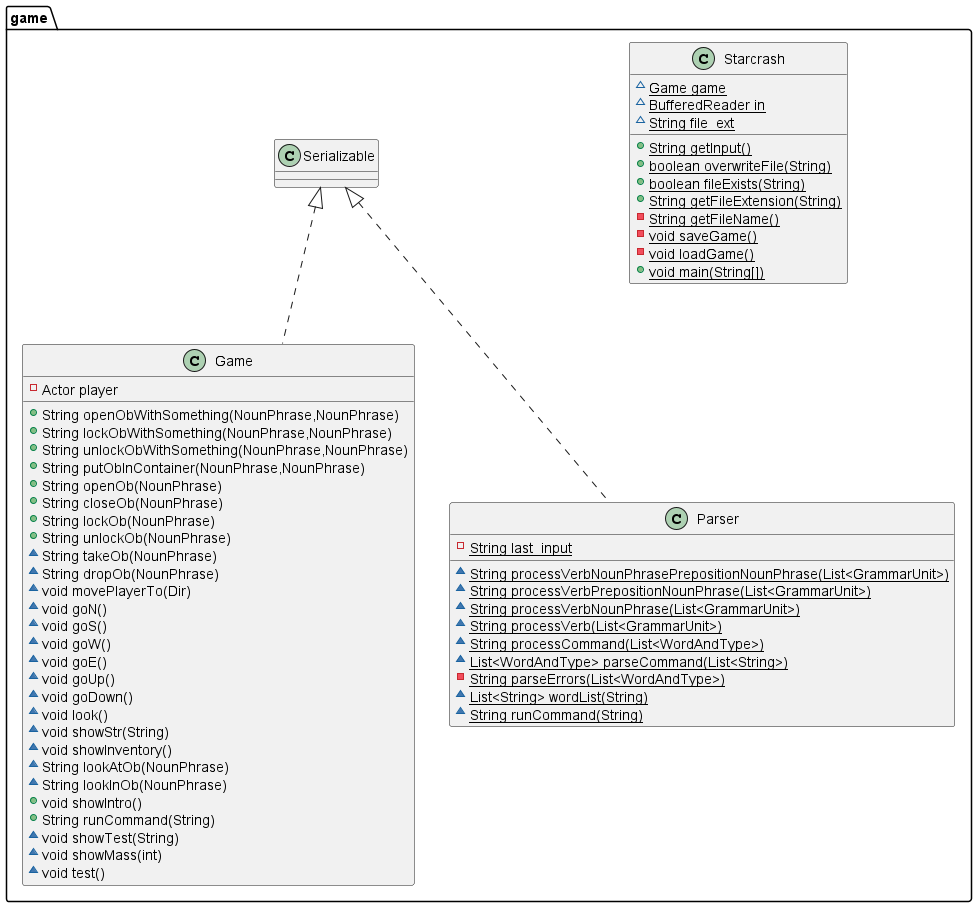 game
C Starcrash
Game game
BufferedReader in
String file_ext
String getInput()
boolean overwriteFile(String)
boolean fileExists(String)
String getFileExtension(String)
String getFileName()
void saveGame()
void loadGame()
void main(String[])
C Serializable
C Game
Actor player
String openObWithSomething(NounPhrase,NounPhrase)
String lockObWithSomething(NounPhrase,NounPhrase)
String unlockObWithSomething(NounPhrase,NounPhrase)
String putObInContainer(NounPhrase,NounPhrase)
String openOb(NounPhrase)
String closeOb(NounPhrase)
String lockOb(NounPhrase)
String unlockOb(NounPhrase)
String takeOb(NounPhrase)
String dropOb(NounPhrase)
void movePlayerTo(Dir)
void goN()
void goS()
void goW()
void goE()
void goUp()
void goDown()
void look()
void showStr(String)
void showInventory()
String lookAtOb(NounPhrase)
String lookInOb(NounPhrase)
void showIntro()
String runCommand(String)
void showTest(String)
void showMass(int)
void test()
C Parser
String last_input
String processVerbNounPhrasePrepositionNounPhrase(List<GrammarUnit>)
String processVerbPrepositionNounPhrase(List<GrammarUnit>)
String processVerbNounPhrase(List<GrammarUnit>)
String processVerb(List<GrammarUnit>)
String processCommand(List<WordAndType>)
List<WordAndType> parseCommand(List<String>)
String parseErrors(List<WordAndType>)
List<String> wordList(String)
String runCommand(String)